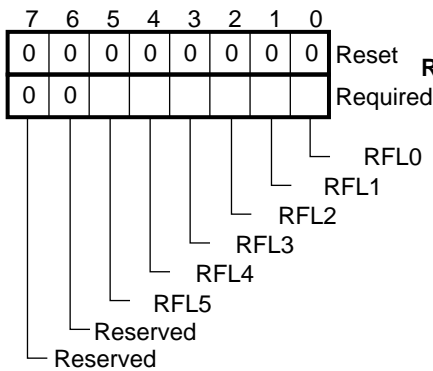 7 6 5 4 3 2 1 0
0 0 0 0 0 0 0 0 Reset
R
0 0 Required
RFL0
RFL1
RFL2
RFL3
RFL4
RFL5
Reserved
Reserved